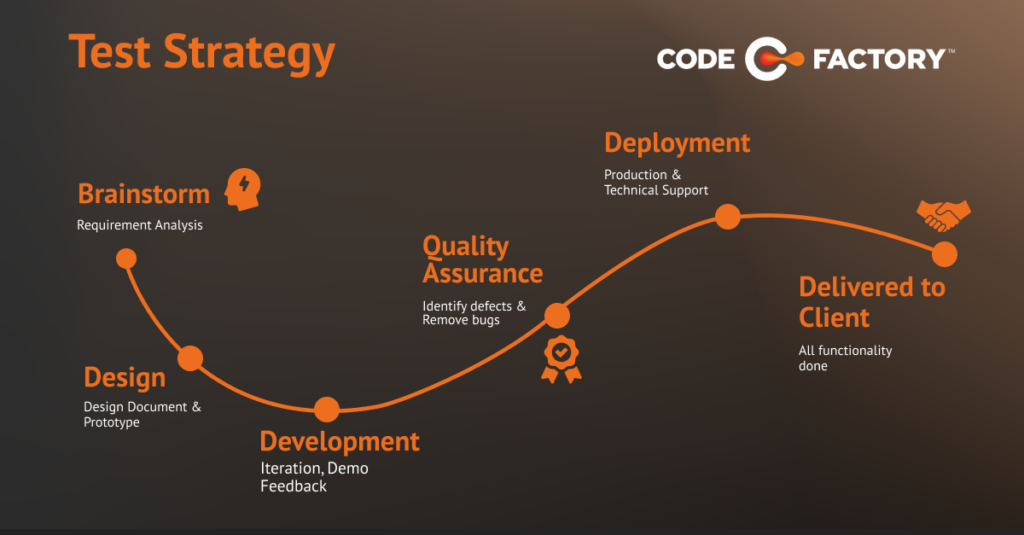 Test Strategy
CODE FACTORY™
Brainstorm
Requirement Analysis
Design
Design Document &
Prototype
Development
Iteration, Demo
Feedback
Quality
Assurance
Identify defects &
Remove bugs
Deployment
Production &
Technical Support
Delivered to
Client
All functionality
done